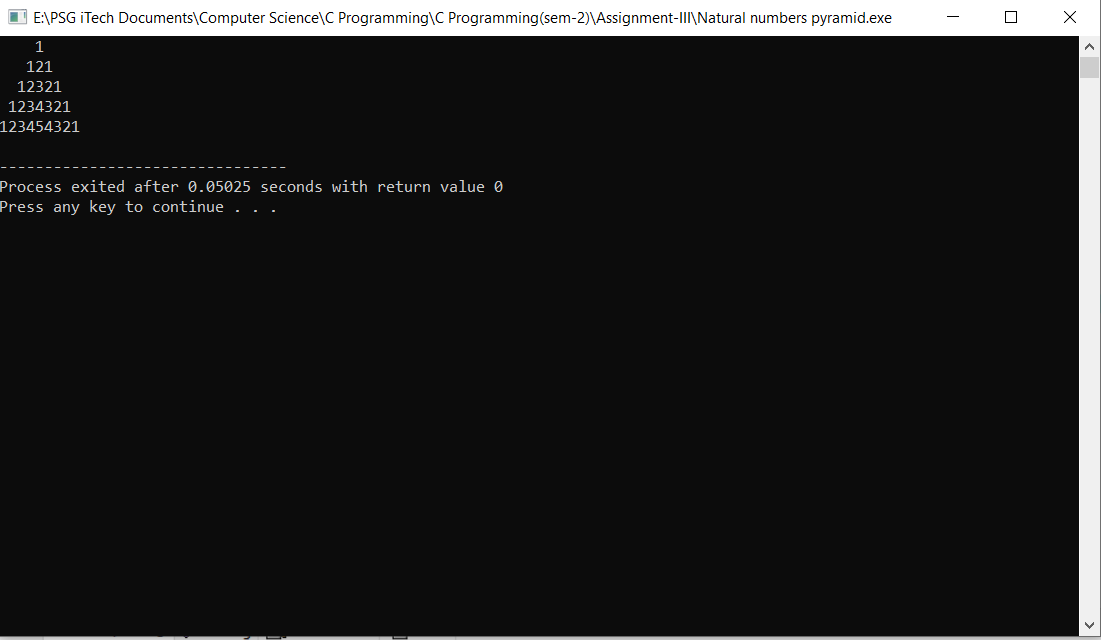 E:\PSG iTech Documents\Computer Science\C Programming\C Programming(sem-2)\Assignment-III\Natural numbers pyramid.exe
    1
   121
  12321
 1234321
123454321
--------------------------------
Process exited after 0.05025 seconds with return value 0
Press any key to continue . . .